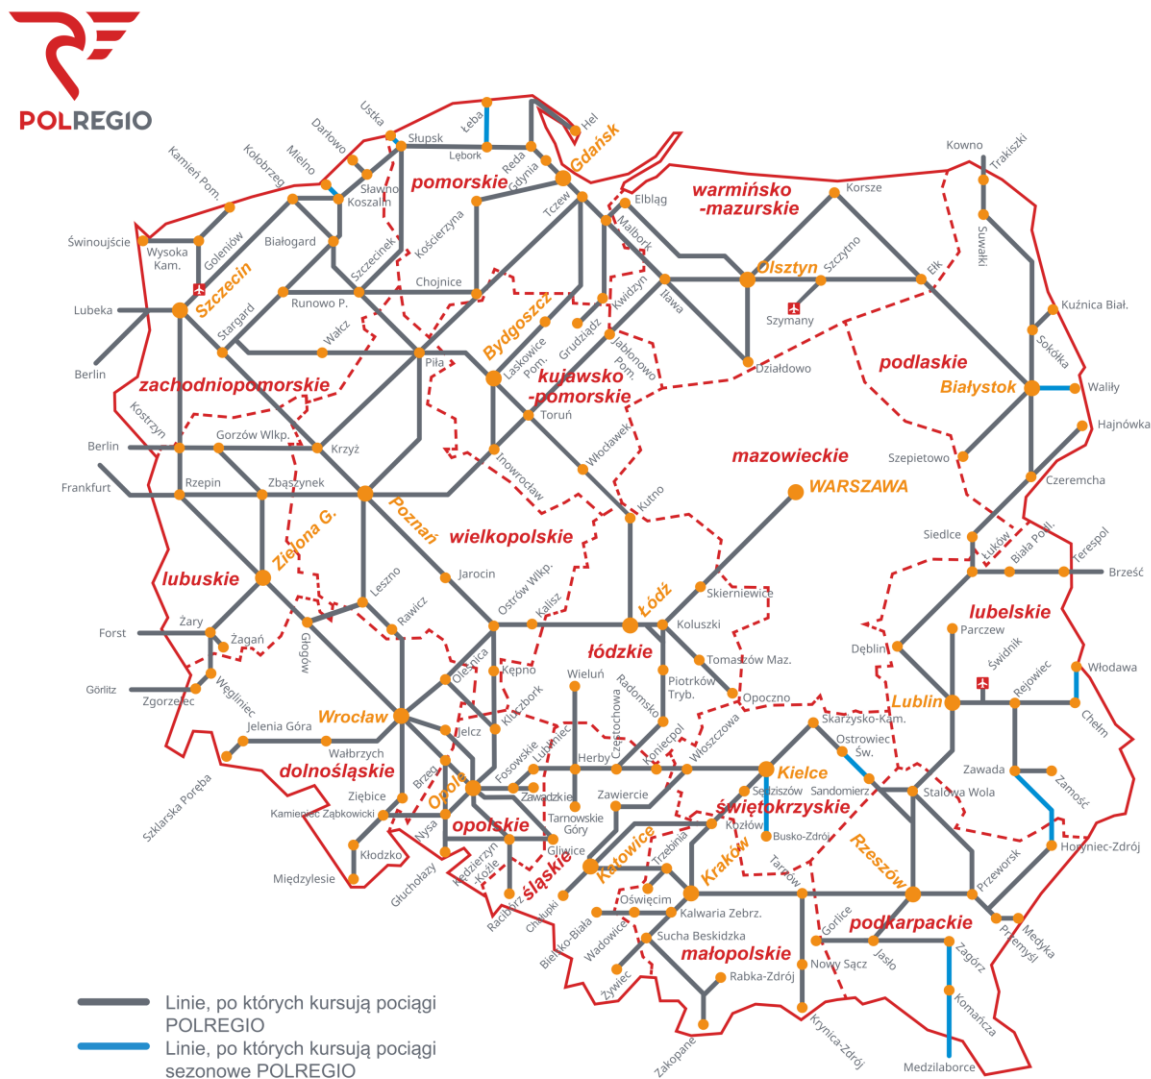 POLREGIO
Ustka
Łeba
Hel
Darłowo
Słupsk
Lębork
Reda
Gdynia
Gdańsk
Mielno
Sławno
Koszalin
pomorskie
Kołobrzeg
Kamień Pom.
Kowno
Trakiszki
warmińsko
-mazurskie
Korsze
Elbląg
Tczew
Malbork
Kościerzyna
Świnoujście
Wysoka
Kam.
Goleniów
Białogard
Szczecinek
Chojnice
Suwałki
Olsztyn
Szczytno
Ełk
Szczecin
Lubeka
Runowo P.
Bydgoszcz
Kwidzyn
Iława
Szymany
Kuźnica Biał.
Sokółka
Berlin
Stargard
Wałcz
Piła
Laskowice
Pom.
Grudziądz
Jabłonowo
Pom.
Działdowo
zachodniopomorskie
kujawsko
-pomorskie
podlaskie
Białystok
Waliły
Kostrzyn
Toruń
Hajnówka
Berlin
Gorzów Wlkp.
Krzyż
Inowrocław
Włocławek
mazowieckie
Szepietowo
Czeremcha
Frankfurt
Rzepin
Zbąszynek
Poznań
Kutno
WARSZAWA
Zielona G.
wielkopolskie
Siedlce
Łuków
Biała Podl.
Terespol
Brześć
lubuskie
Jarocin
Leszno
Rawicz
Ostrów Wlkp.
Kalisz
Łódź
Skierniewice
lubelskie
Forst
Żary
Żagań
Głogów
Koluszki
Parczew
Dęblin
Świdnik
Włodawa
łódzkie
Tomaszów Maz.
Görlitz
Zgorzelec
Węgliniec
Oleśnica
Kępno
Wieluń
Radomsko
Piotrków
Tryb.
Opoczno
Lublin
Rejowiec
Chełm
Wrocław
Jelcz
Kluczbork
Jelenia Góra
Wałbrzych
Szklarska Poręba
dolnośląskie
Brzeg
Opole
Fosowskie
Lubliniec
Herby
Częstochowa
Koniecpol
Włoszczowa
Kielce
Skarżysko-Kam.
Ostrowiec
Św.
Sandomierz
Stalowa Wola
Zawada
Zamość
Ziębice
Kamieniec Ząbkowicki
Nysa
opolskie
Zawadzkie
Tarnowskie
Góry
Zawiercie
Sędziszów
świętokrzyskie
Kozłów
Busko-Zdrój
Horyniec-Zdrój
Kłodzko
Międzylesie
Głuchołazy
Kędzierzyn
-Koźle
Gliwice
Racibórz
śląskie
Chałupki
Katowice
Trzebinia
Kraków
Tarnów
Rzeszów
Przeworsk
Oświęcim
Kalwaria Zebrz.
Bielsko-Biała
Wadowice
Sucha Beskidzka
Żywiec
małopolskie
Rabka-Zdrój
Zakopane
Nowy Sącz
Krynica-Zdrój
Gorlice
podkarpackie
Jasło
Zagórz
Przemyśl
Medyka
Komańcza
Medzilaborce
Linie, po których kursują pociągi
POLREGIO
Linie, po których kursują pociągi
sezonowe POLREGIO